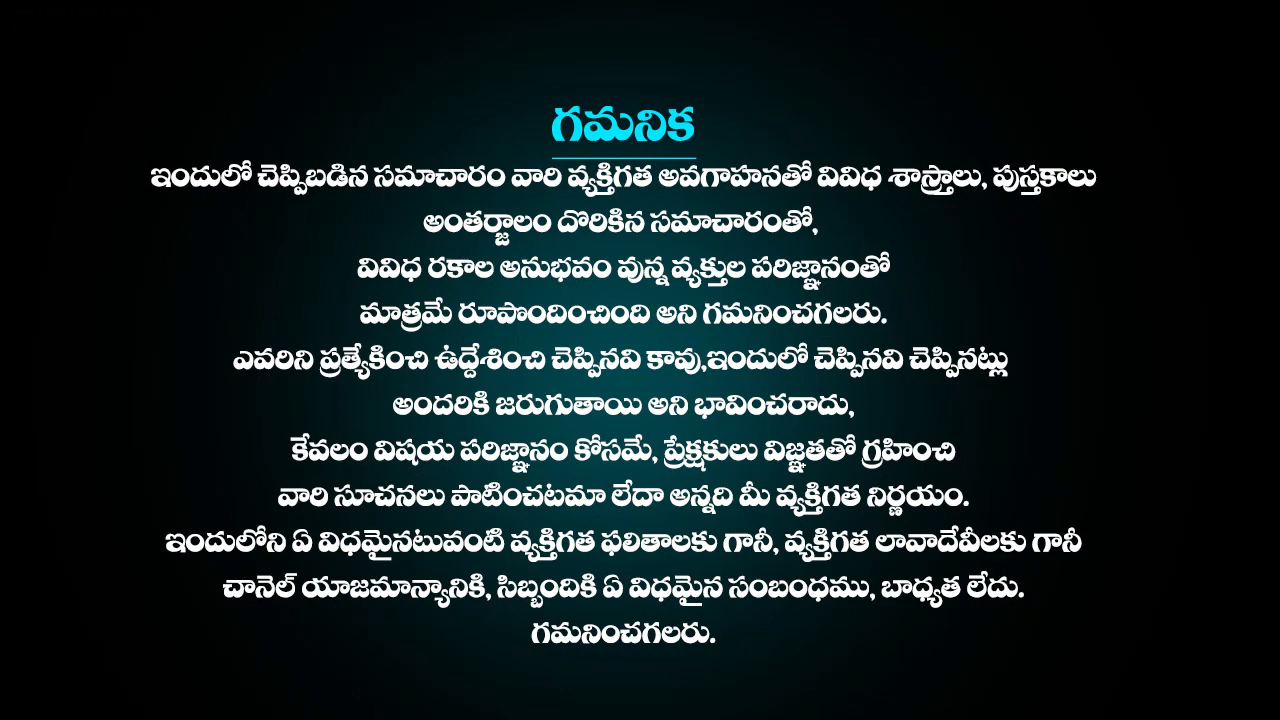 గమనిక
ఇందులో చెప్పిబడిన సమాచారం వారి వ్యక్తిగత అవగాహనతో వివిధ శాస్త్రాలు, పుస్తకాలు
అంతర్జాలం దొరికిన సమాచారంతో,
వివిధ రకాల అనుభవం వున్న వ్యక్తుల పరిజ్ఞానంతో
మాత్రమే రూపొందించింది అని గమనించగలరు.
ఎవరిని ప్రత్యేకించి ఉద్దేశించి చెప్పినవి కావు,ఇందులో చెప్పినవి చెప్పినట్లు
అందరికి జరుగుతాయి అని భావించరాదు,
కేవలం విషయ పరిజ్ఞానం కోసమే, ప్రేక్షకులు విజ్ఞతతో గ్రహించి
వారి సూచనలు పాటించటమా లేదా అన్నది మీ వ్యక్తిగత నిర్ణయం.
ఇందులోని ఏ విధమైనటువంటి వ్యక్తిగత ఫలితాలకు గానీ, వ్యక్తిగత లావాదేవీలకు గానీ
చానెల్ యాజమాన్యానికి, సిబ్బందికి ఏ విధమైన సంబంధము, బాధ్యత లేదు.
గమనించగలరు.